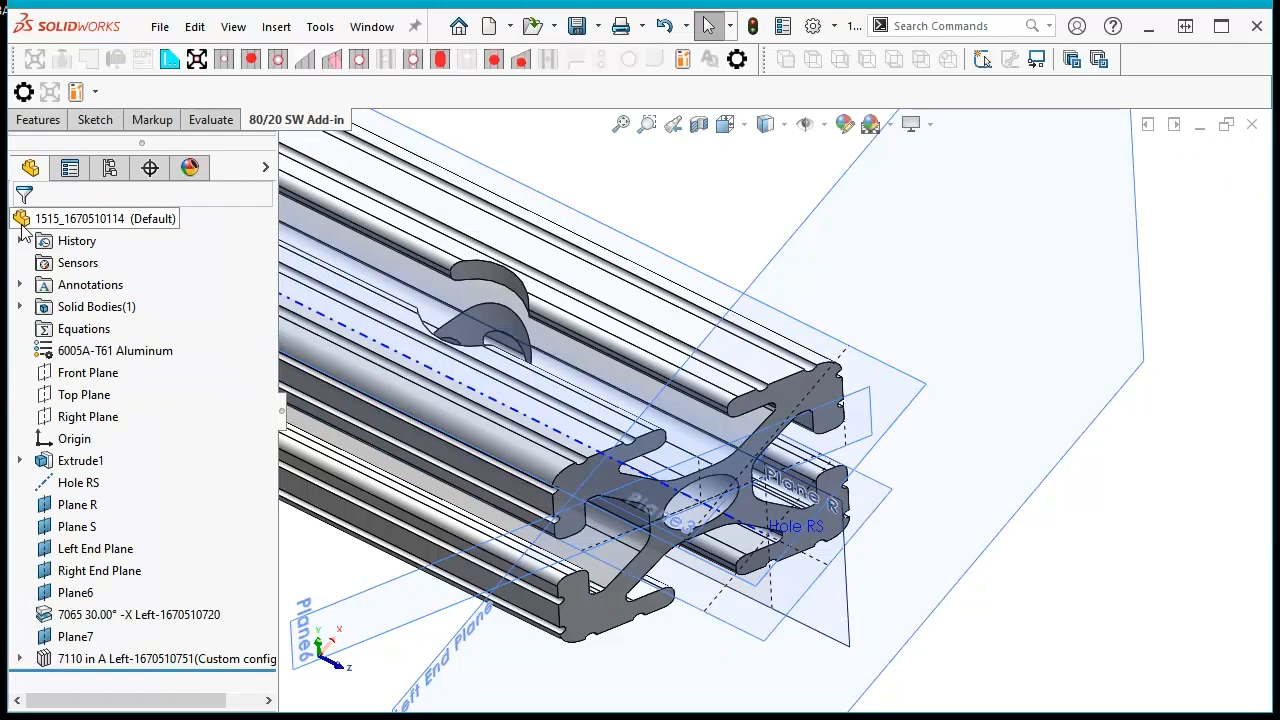 SOLIDWORKS File Edit View Insert Tools Window 1... Search Commands
Features Sketch Markup Evaluate 80/20 SW Add-in
1515_1670510114 (Default)
History
Sensors
Annotations
Solid Bodies(1)
Equations
6005A-T61 Aluminum
Front Plane
Top Plane
Right Plane
Origin
Extrude1
Hole RS
Plane R
Plane S
Left End Plane
Right End Plane
Plane6
7065 30.00° -X Left-1670510720
Plane7
7110 in A Left-1670510751(Custom config
Plane R
Hole RS
Plane6
Left End Plane
Y
X
Z